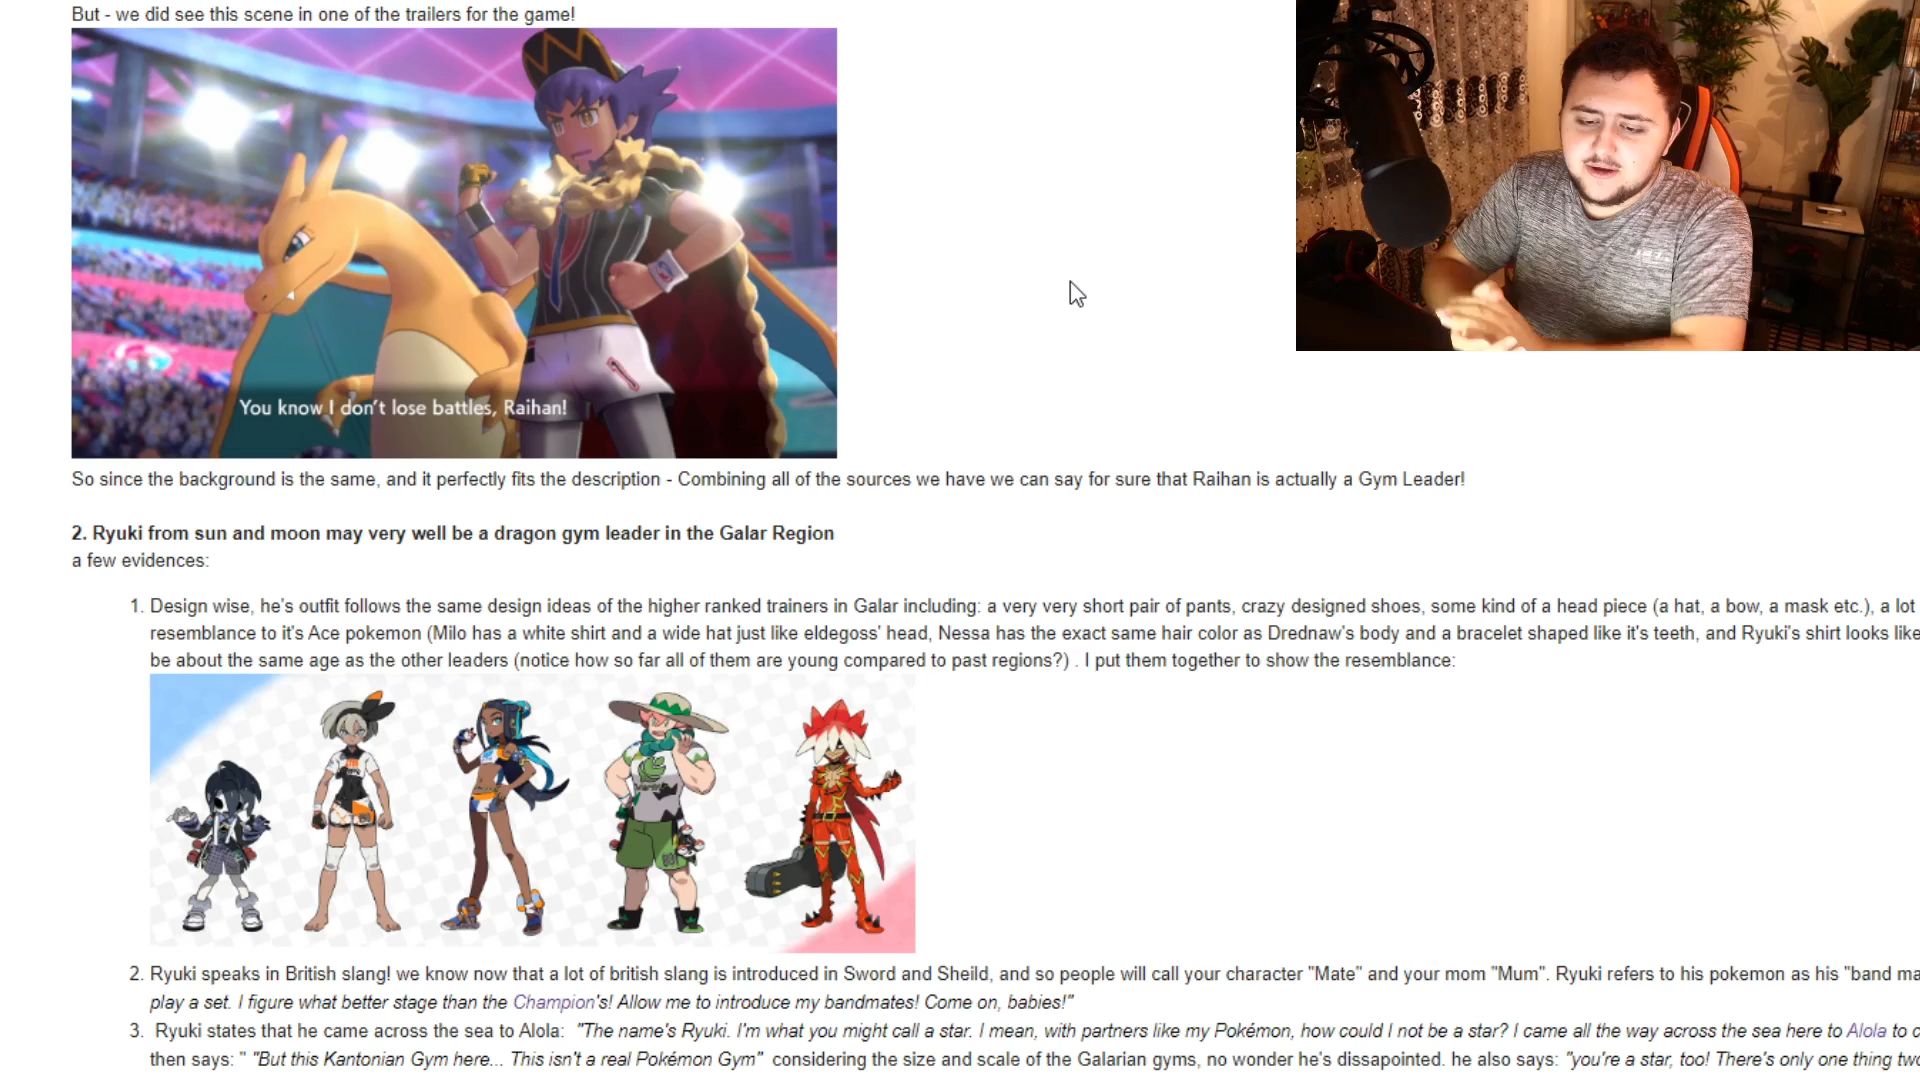 But - we did see this scene in one of the trailers for the game!
You know I don't lose battles, Raihan!
So since the background is the same, and it perfectly fits the description - Combining all of the sources we have we can say for sure that Raihan is actually a Gym Leader!
2. Ryuki from sun and moon may very well be a dragon gym leader in the Galar Region
a few evidences:
1. Design wise, he's outfit follows the same design ideas of the higher ranked trainers in Galar including: a very very short pair of pants, crazy designed shoes, some kind of a head piece (a hat, a bow, a mask etc.), a lot
resemblance to it's Ace pokemon (Milo has a white shirt and a wide hat just like eldegoss' head, Nessa has the exact same hair color as Drednaw's body and a bracelet shaped like it's teeth, and Ryuki's shirt looks like
be about the same age as the other leaders (notice how so far all of them are young compared to past regions?) . I put them together to show the resemblance:
2. Ryuki speaks in British slang! we know now that a lot of british slang is introduced in Sword and Sheild, and so people will call your character "Mate" and your mom "Mum". Ryuki refers to his pokemon as his "band ma
play a set. I figure what better stage than the Champion's! Allow me to introduce my bandmates! Come on, babies!"
3. Ryuki states that he came across the sea to Alola: "The name's Ryuki. I'm what you might call a star. I mean, with partners like my Pokémon, how could I not be a star? I came all the way across the sea here to Alola to c
then says: " "But this Kantonian Gym here... This isn't a real Pokémon Gym" considering the size and scale of the Galarian gyms, no wonder he's dissapointed. he also says: "you're a star, too! There's only one thing two